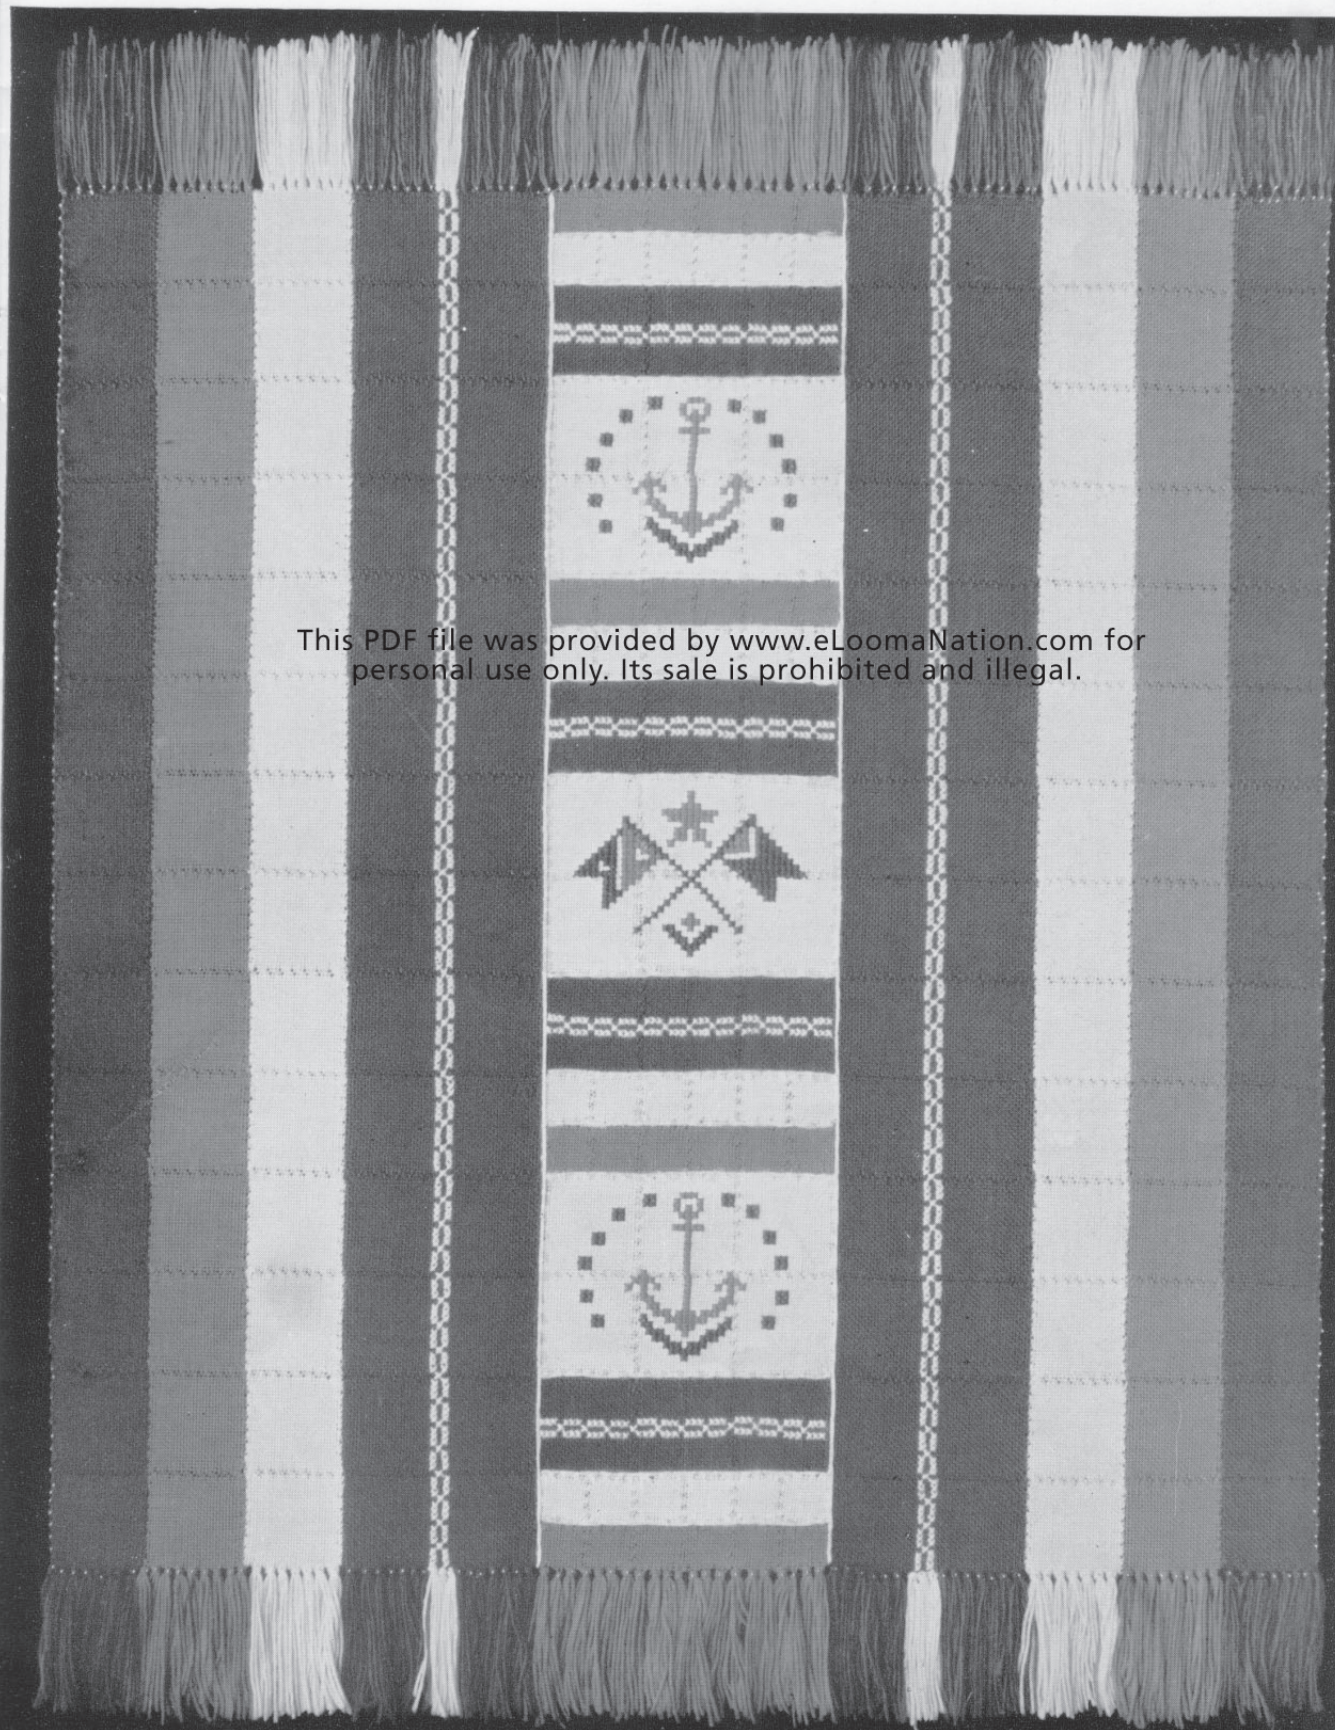 This PDF file was provided by www.eLoomaNation.com for
personal use only. Its sale is prohibited and illegal.